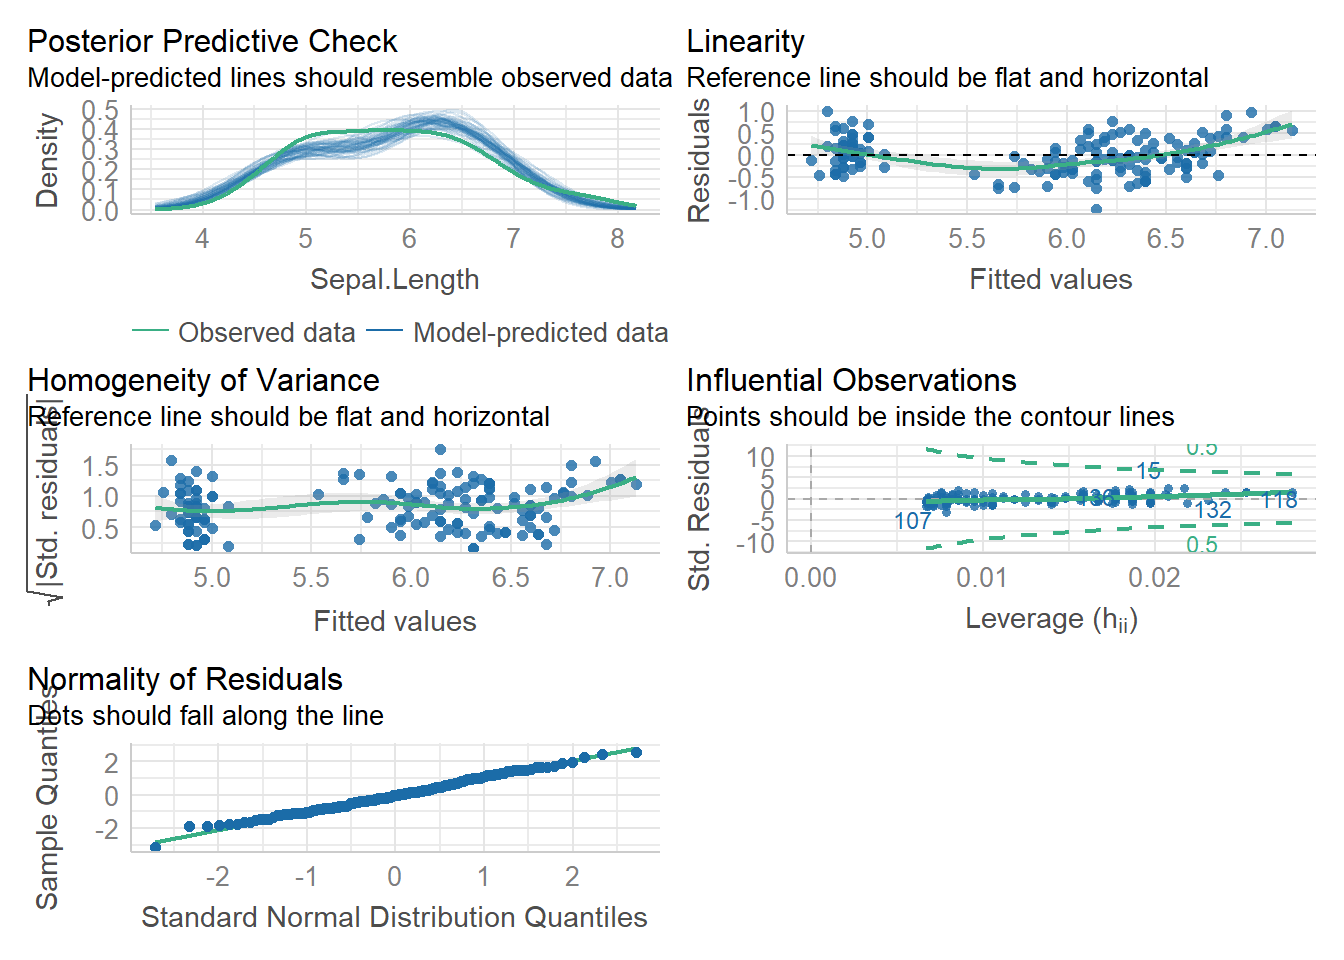 Posterior Predictive Check
Model-predicted lines should resemble observed data
Density
0.5
0.4
0.3
0.2
0.1
0.0
4 5 6 7 8
Sepal.Length
Observed data Model-predicted data
Linearity
Reference line should be flat and horizontal
Residuals
1.0
0.5
0.0
-0.5
-1.0
5.0 5.5 6.0 6.5 7.0
Fitted values
Homogeneity of Variance
Reference line should be flat and horizontal
√|Std. residuals|
1.5
1.0
0.5
5.0 5.5 6.0 6.5 7.0
Fitted values
Influential Observations
Points should be inside the contour lines
Std. Residuals
10
5
0
-5
-10
0.5
15
107
132
118
0.5
0.00 0.01 0.02
Leverage (hii)
Normality of Residuals
Dots should fall along the line
Sample Quantiles
2
0
-2
-2 -1 0 1 2
Standard Normal Distribution Quantiles